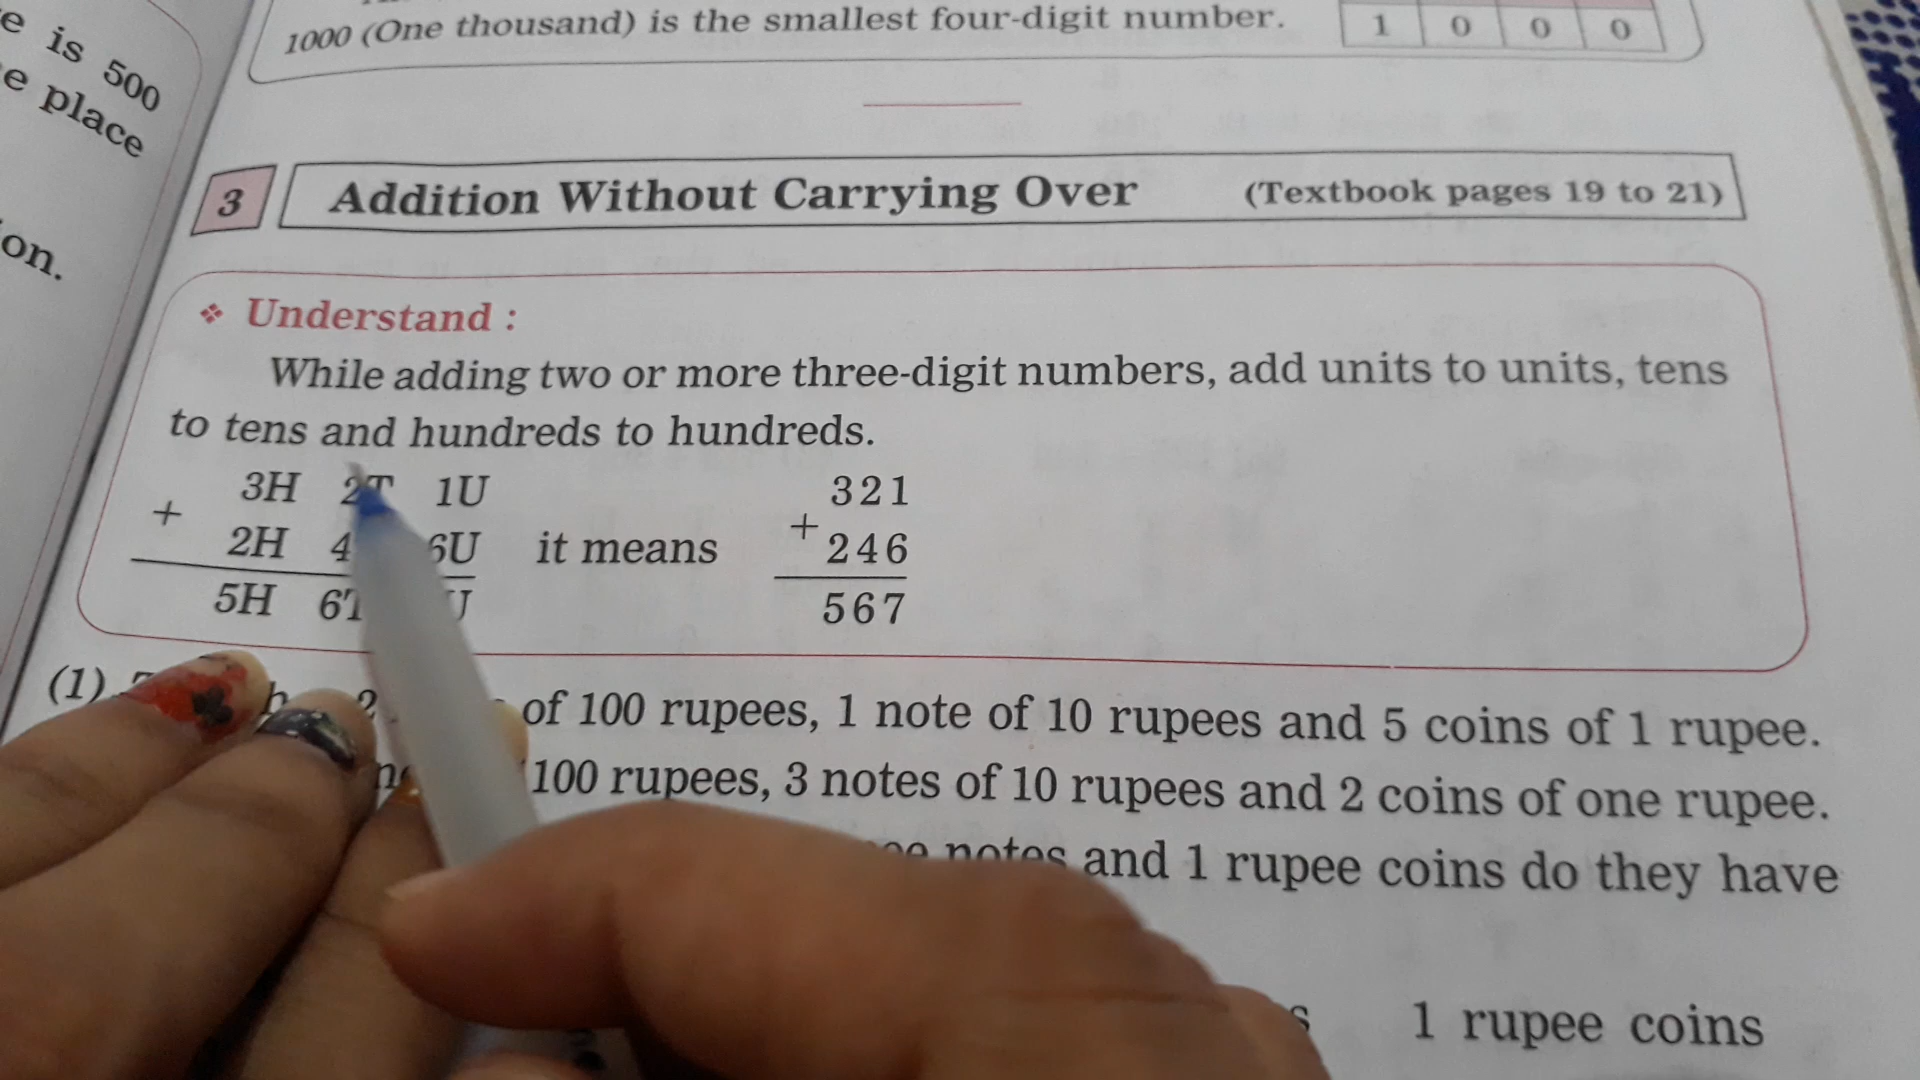 e is 500
e place
on.
1000 (One thousand) is the smallest four-digit number.
1 0 0 0
3 Addition Without Carrying Over (Textbook pages 19 to 21)
❖ Understand :
While adding two or more three-digit numbers, add units to units, tens
to tens and hundreds to hundreds.
3H 2T 1U 321
+ +
2H 4 6U it means 246
5H 6T U 567
(1) 2 of 100 rupees, 1 note of 10 rupees and 5 coins of 1 rupee.
100 rupees, 3 notes of 10 rupees and 2 coins of one rupee.
notes and 1 rupee coins do they have
1 rupee coins